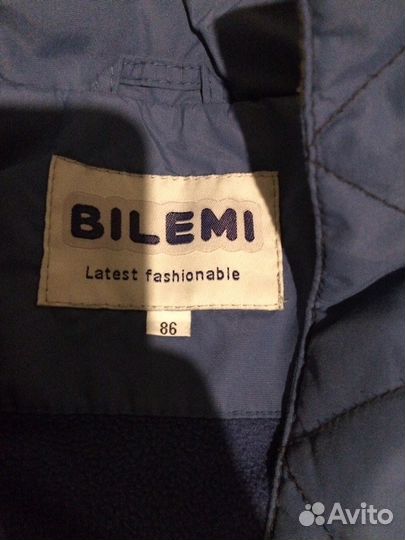 BILEMI
Latest fashionable
86
Avito